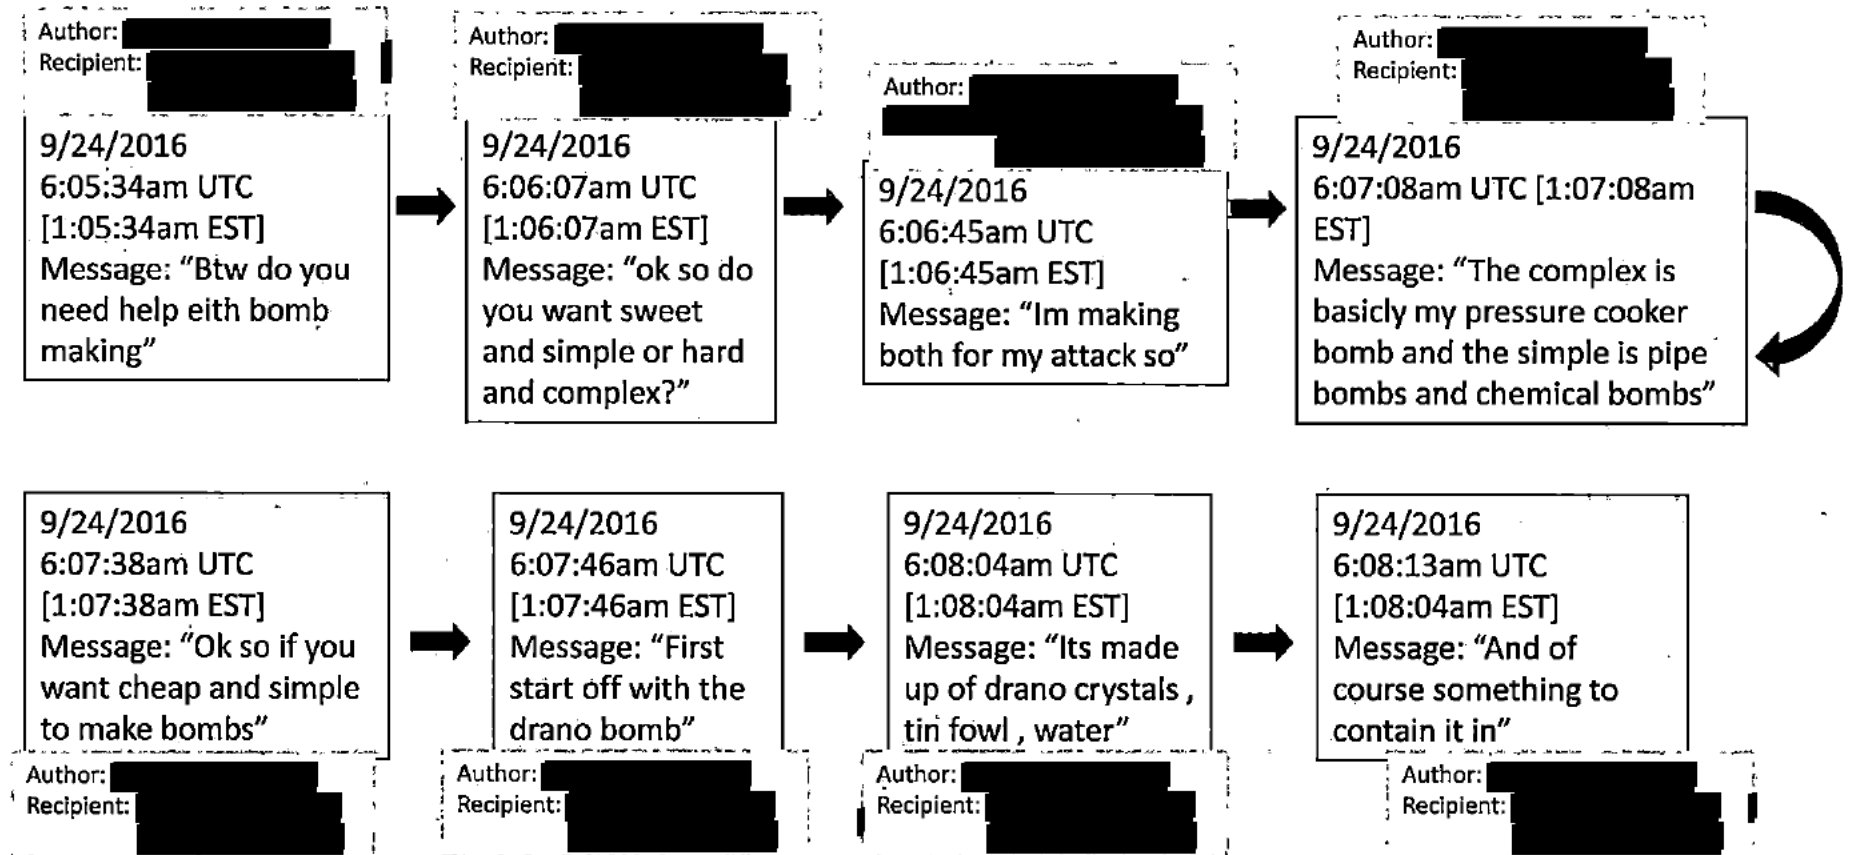 Author:
Recipient:
9/24/2016
6:05:34am UTC
[1:05:34am EST]
Message: “Btw do you
need help eith bomb
making”
Author:
Recipient:
9/24/2016
6:06:07am UTC
[1:06:07am EST]
Message: “ok so do
you want sweet
and simple or hard
and complex?”
Author:
9/24/2016
6:06:45am UTC
[1:06:45am EST]
Message: “Im making
both for my attack so”
Author:
Recipient:
9/24/2016
6:07:08am UTC [1:07:08am
EST]
Message: “The complex is
basicly my pressure cooker
bomb and the simple is pipe
bombs and chemical bombs”
9/24/2016
6:07:38am UTC
[1:07:38am EST]
Message: “Ok so if you
want cheap and simple
to make bombs”
Author:
Recipient:
9/24/2016
6:07:46am UTC
[1:07:46am EST]
Message: “First
start off with the
drano bomb”
Author:
Recipient:
9/24/2016
6:08:04am UTC
[1:08:04am EST]
Message: “Its made
up of drano crystals ,
tin fowl , water”
Author:
Recipient:
9/24/2016
6:08:13am UTC
[1:08:04am EST]
Message: “And of
course something to
contain it in”
Author:
Recipient: